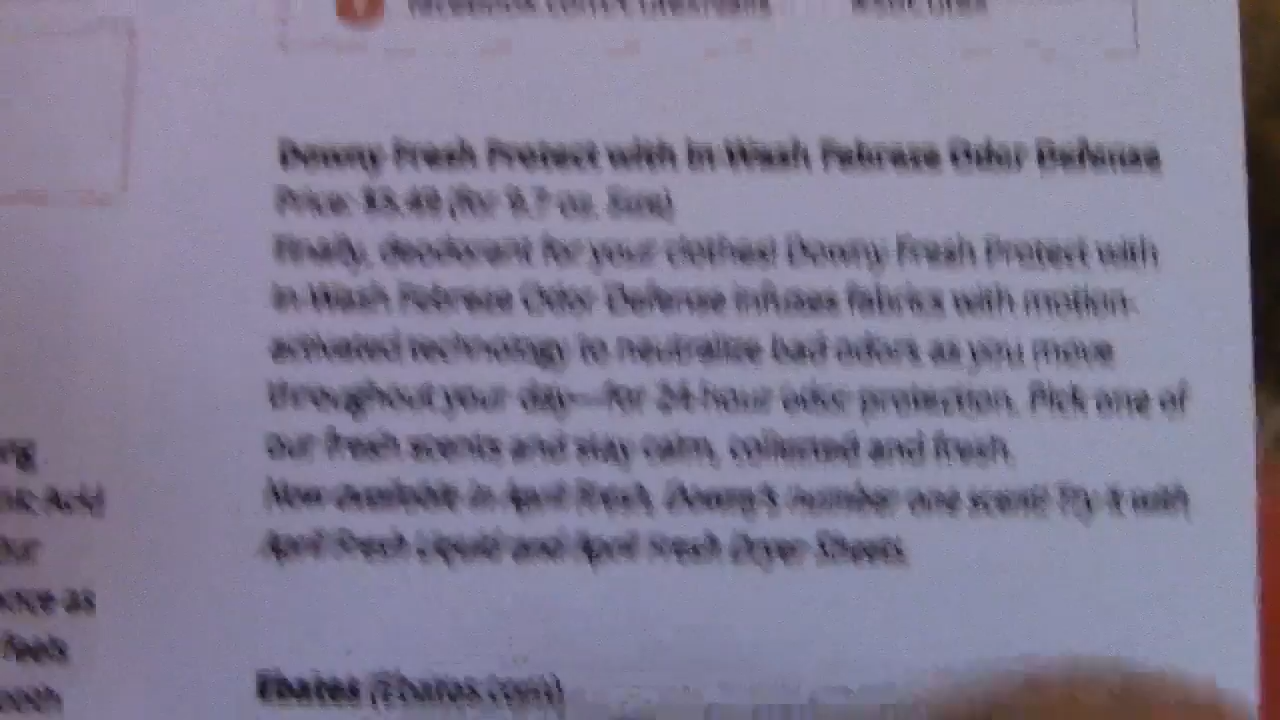 Downy Fresh Protect with In-Wash Febreze Odor Defense
Price: (for 9.7 oz. Size)
Finally, deodorant for your clothes! Downy Fresh Protect with
In-Wash Febreze Odor Defense infuses fabrics with motion-
activated technology to neutralize bad odors as you move
throughout your day—for 24-hour odor protection. Pick one of
our fresh scents and stay calm, collected and fresh.
Now available in April Fresh, Downy's number one scent! Try it with
April Fresh Liquid and April Fresh Dryer Sheets.
Ebates (Ebates.com)